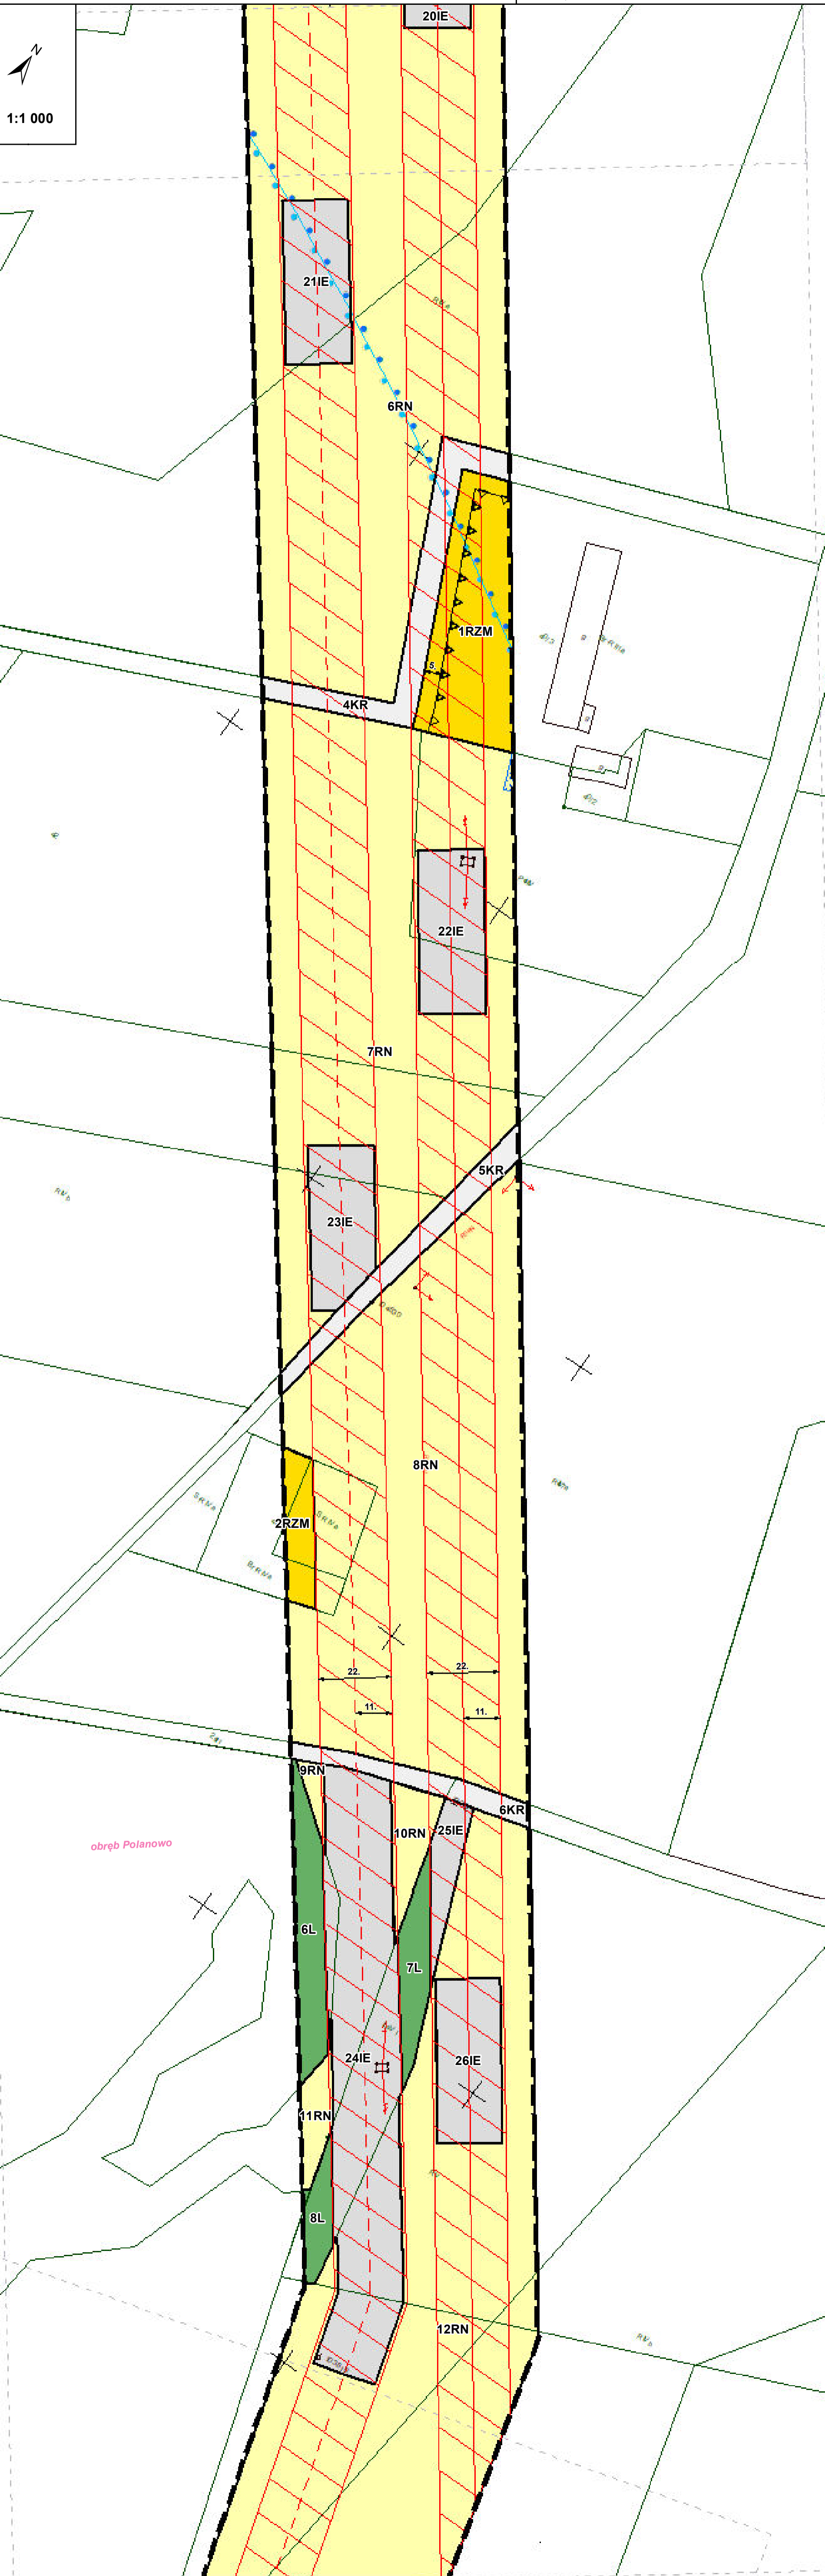 20IE
N
1:1 000
21IE
6RN
1RZM
5.
4KR
22IE
7RN
5KR
23IE
8RN
2RZM
22.
22.
11.
11.
9RN
6KR
10RN
25IE
obręb Polanowo
6L
7L
24IE
26IE
11RN
8L
12RN